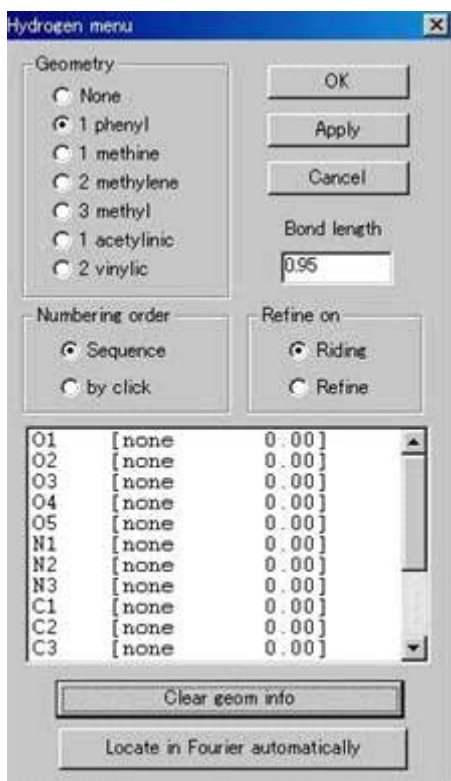 Hydrogen menu
Geometry
None
1 phenyl
1 methine
2 methylene
3 methyl
1 acetylinic
2 vinylic
OK
Apply
Cancel
Bond length
0.95
Numbering order
Sequence
by click
Refine on
Riding
Refine
O1 [none 0.00]
O2 [none 0.00]
O3 [none 0.00]
O4 [none 0.00]
O5 [none 0.00]
N1 [none 0.00]
N2 [none 0.00]
N3 [none 0.00]
C1 [none 0.00]
C2 [none 0.00]
C3 [none 0.00]
Clear geom info
Locate in Fourier automatically